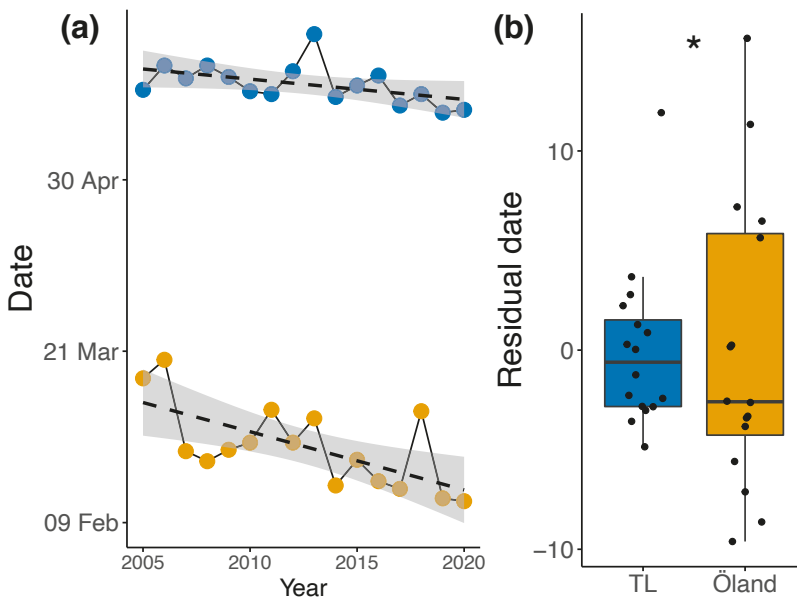 (a)
Date
30 Apr
21 Mar
09 Feb
2005 2010 2015 2020
Year
(b)
*
Residual date
10
0
−10
TL Öland